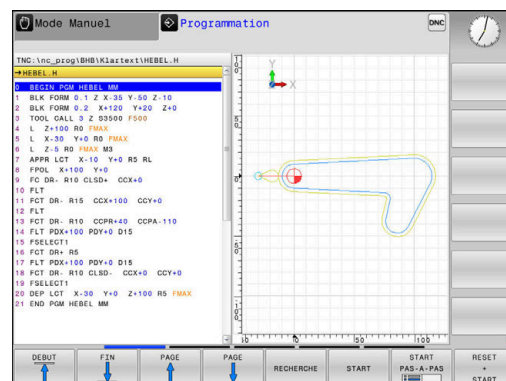 Mode Manuel
Programmation
DNC
TNC:\nc_prog\BHB\Klartext\HEBEL.H
→HEBEL.H
0 BEGIN PGM HEBEL MM
1 BLK FORM 0.1 Z X-35 Y-50 Z-10
2 BLK FORM 0.2 X+120 Y+20 Z+0
3 TOOL CALL 3 Z S3500 F500
4 L Z+100 R0 FMAX
5 L X-30 Y+0 R0 FMAX
6 L Z-5 R0 FMAX M3
7 APPR LCT X-10 Y+0 R5 RL
8 FPOL X+100 Y+0
9 FC DR- R10 CLSD+ CCX+0
10 FLT
11 FCT DR- R15 CCX+100 CCY+0
12 FLT
13 FCT DR- R10 CCPR+40 CCPA-110
14 FLT PDX+100 PDY+0 D15
15 FSELECT1
16 FCT DR+ R5
17 FLT PDX+100 PDY+0 D15
18 FCT DR- R10 CLSD- CCX+0 CCY+0
19 FSELECT1
20 DEP LCT X-30 Y+0 Z+100 R5 FMAX
21 END PGM HEBEL MM
Y
X
0
50
100
DEBUT
FIN
PAGE
PAGE
RECHERCHE
START
START
PAS-A-PAS
RESET
+
START